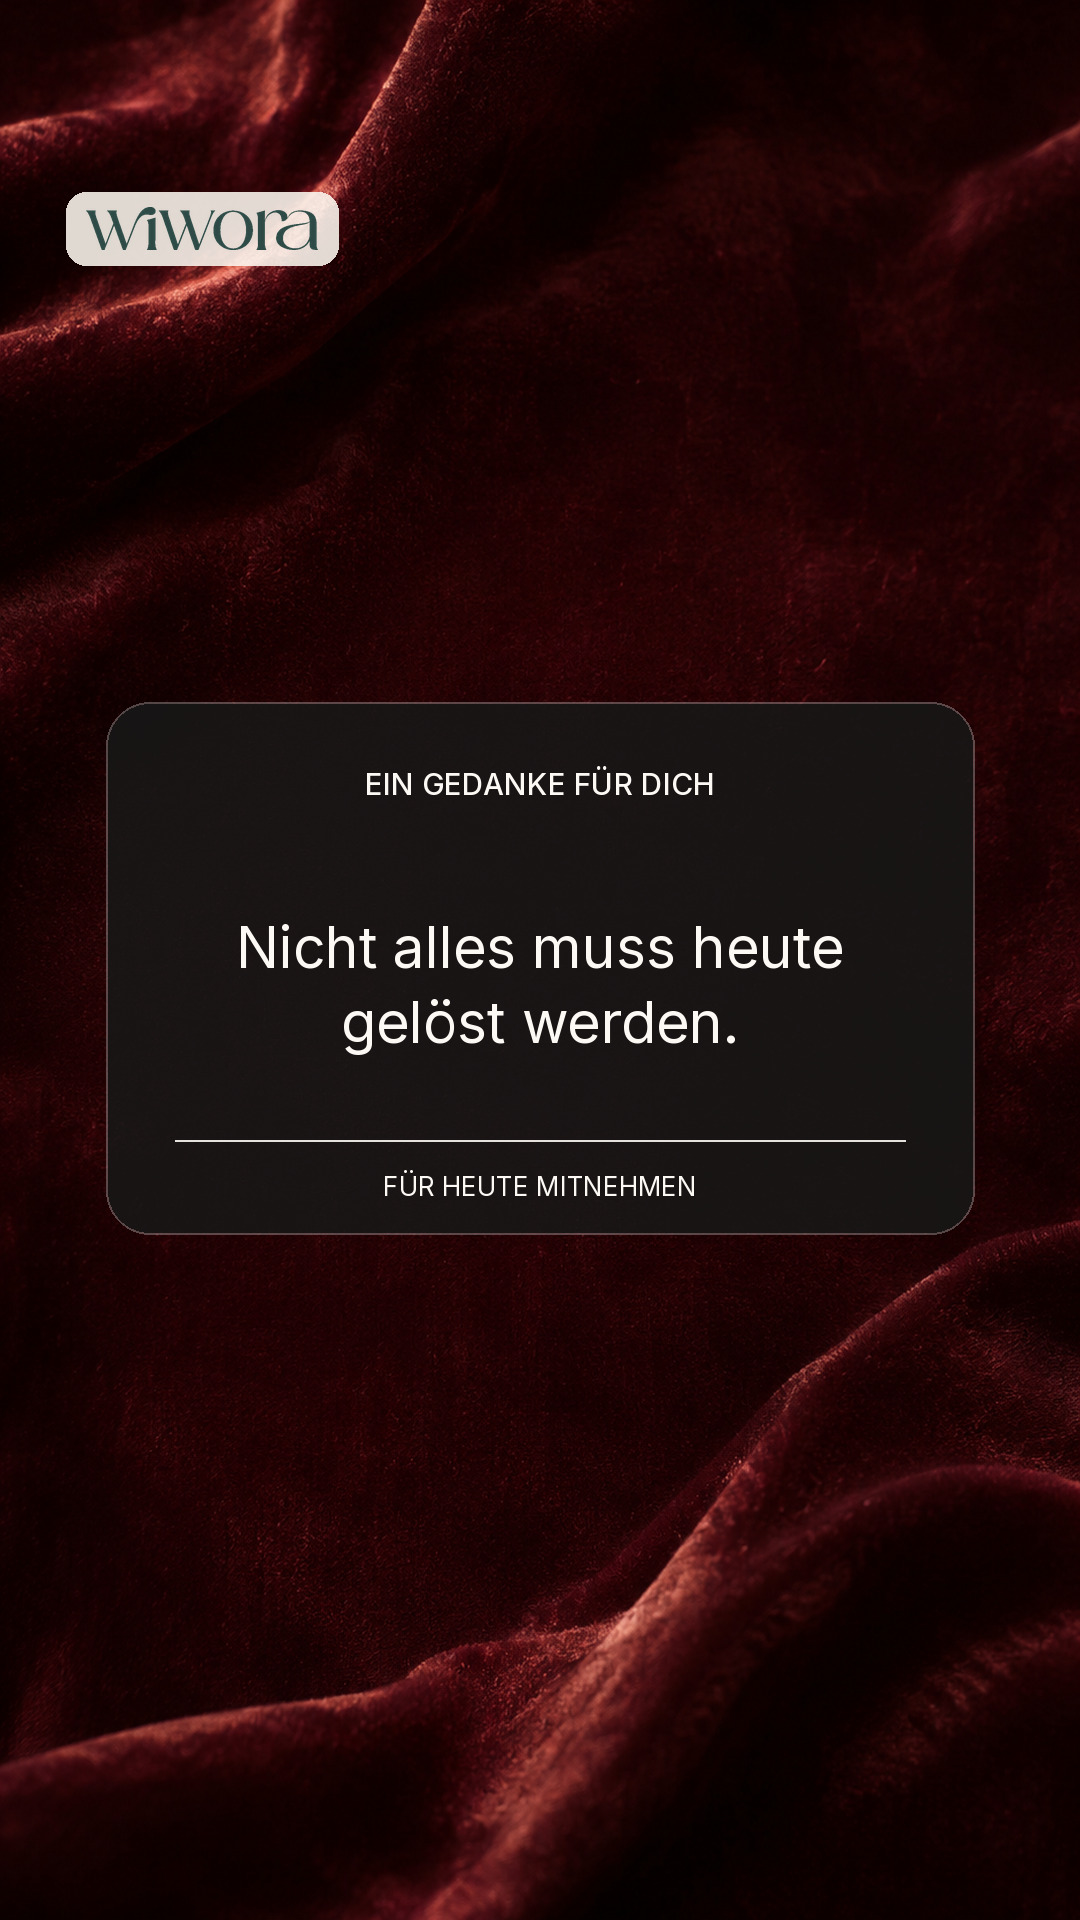 wiwora
EIN GEDANKE FÜR DICH
Nicht alles muss heute
gelöst werden.
FÜR HEUTE MITNEHMEN